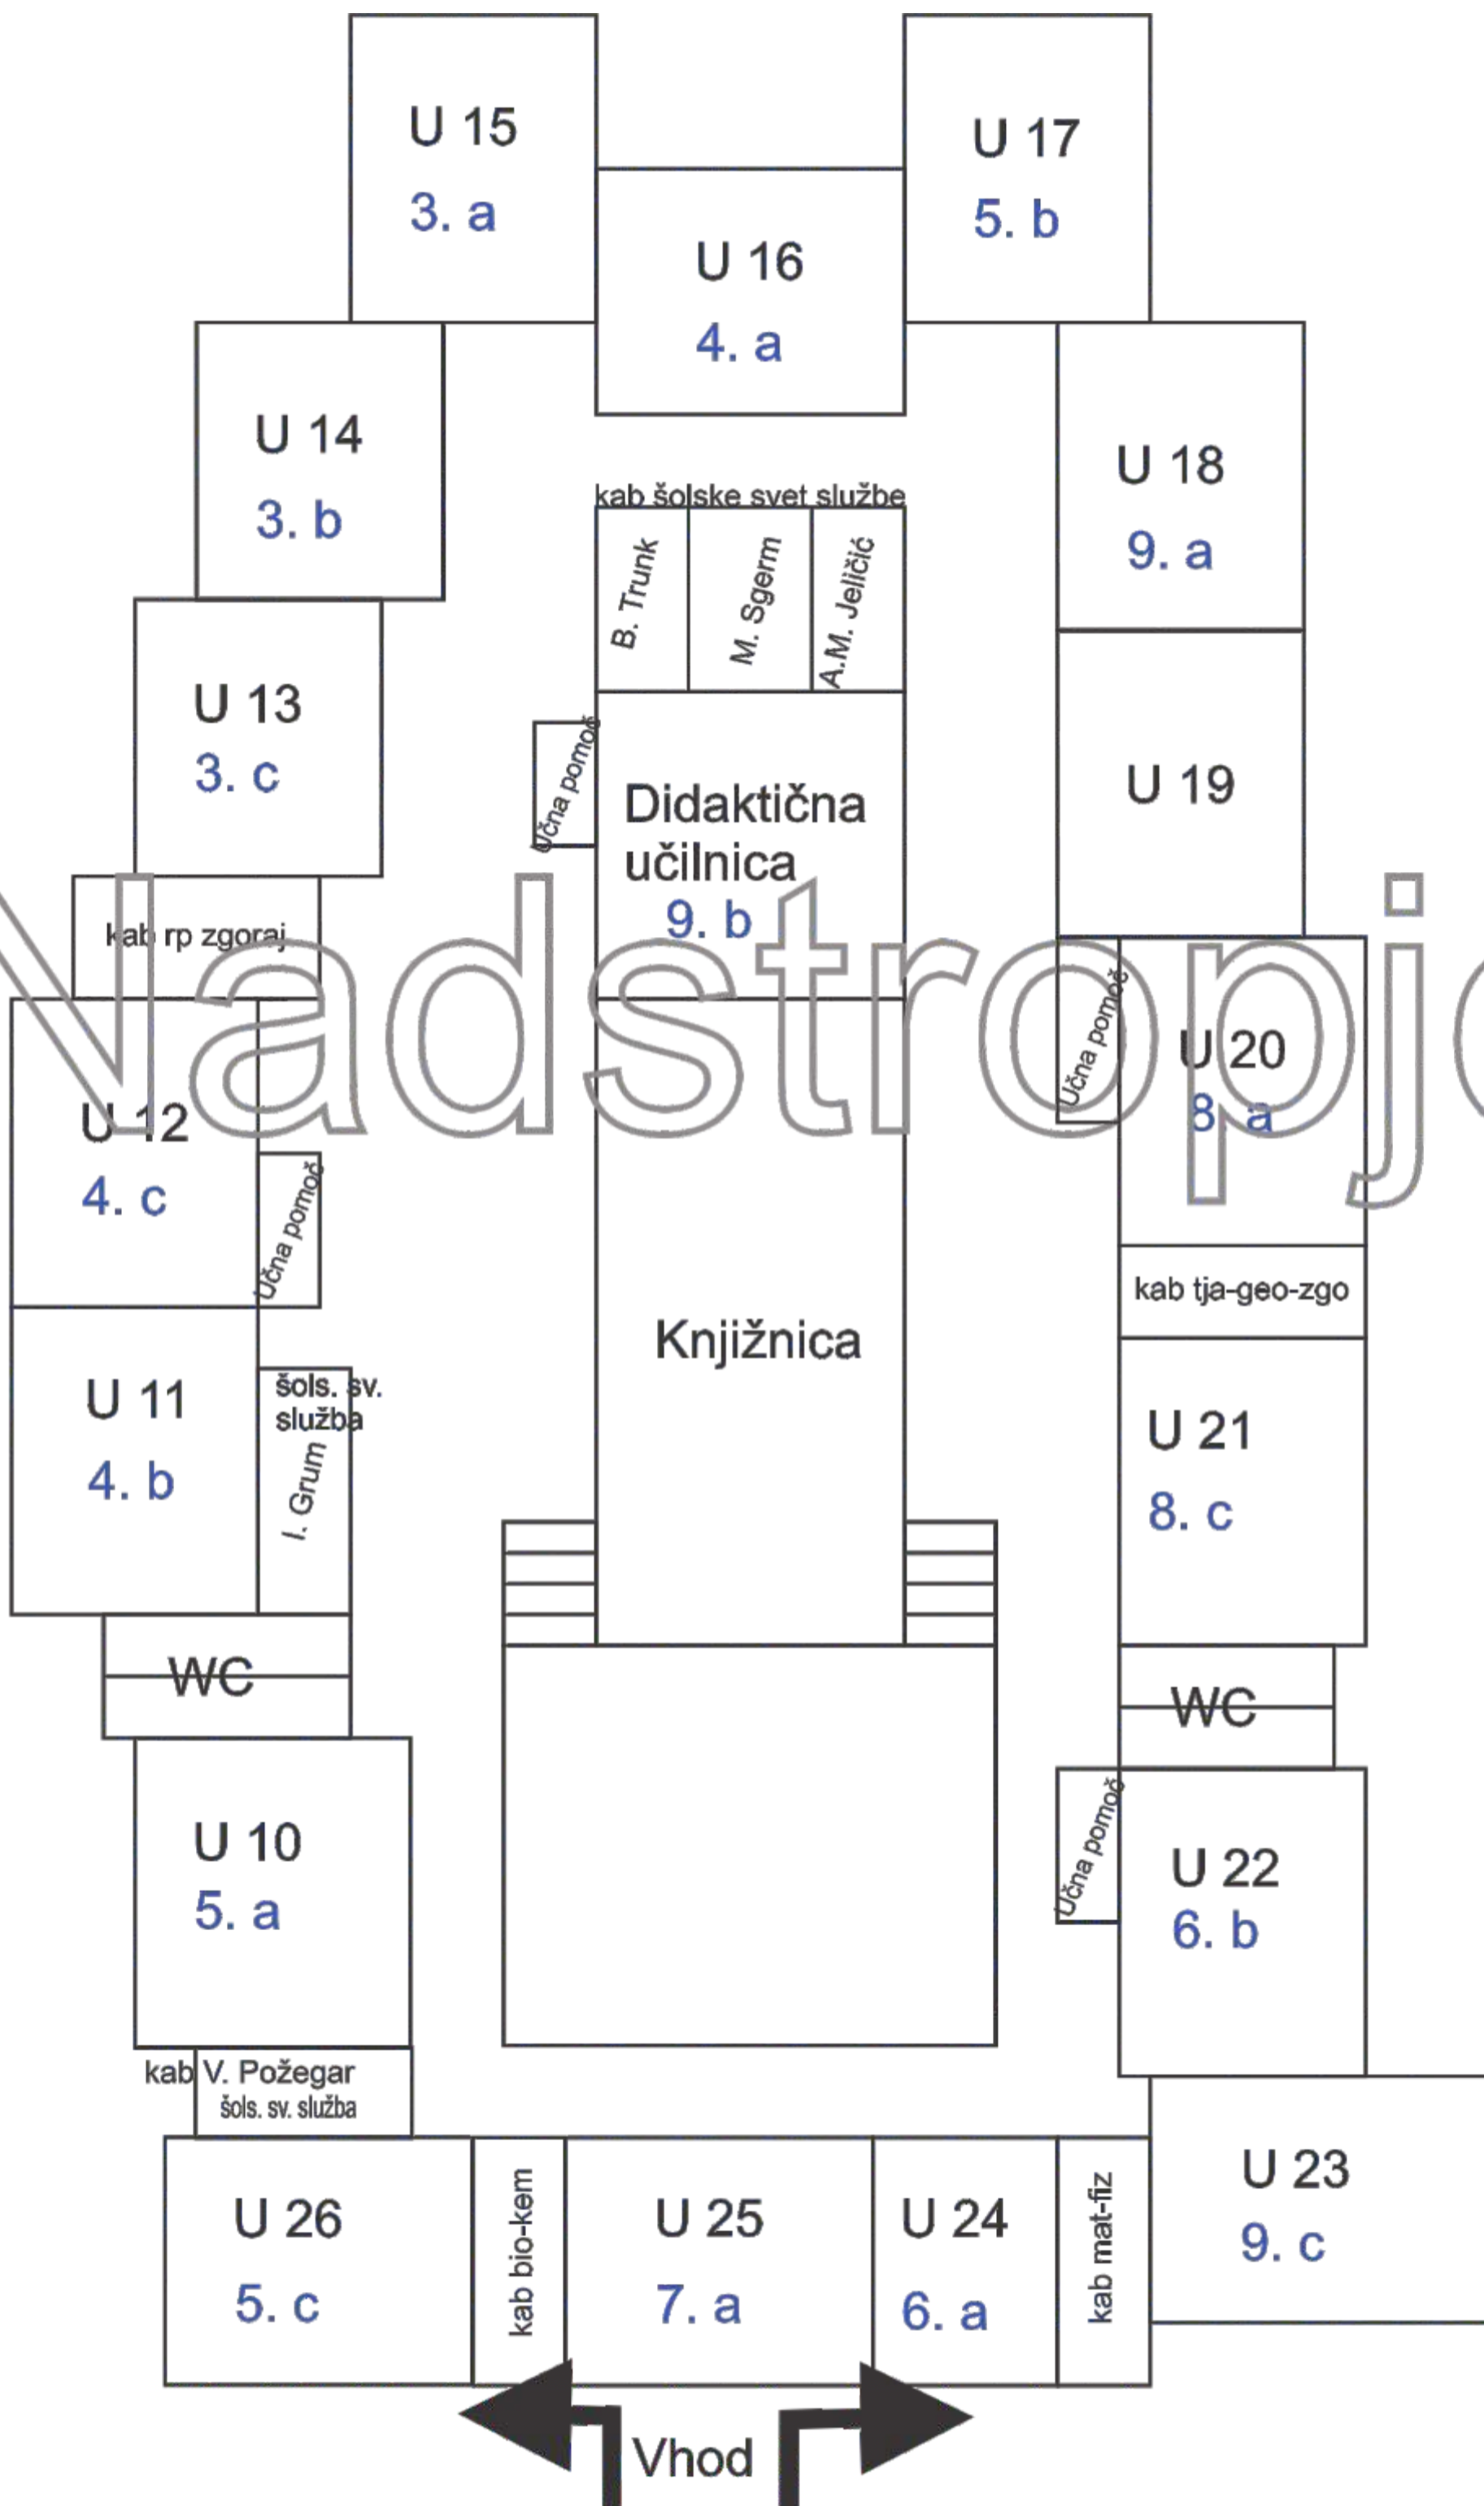 U 15
3. a
U 17
5. b
U 16
4. a
U 14
3. b
U 18
9. a
kab šolske svet službe
B. Trunk
M. Sgerm
A.M. Jeličić
U 13
3. c
Učna pomoč
Didaktična
učilnica
9. b
U 19
kab rp zgoraj
Nadstropje
U 12
4. c
Učna pomoč
Učna pomoč
U 20
8. a
kab tja-geo-zgo
Knjižnica
U 11
4. b
šols. sv.
služba
I. Grum
U 21
8. c
WC
WC
U 10
5. a
Učna pomoč
U 22
6. b
kab V. Požegar
šols. sv. služba
U 26
5. c
kab bio-kem
U 25
7. a
U 24
6. a
kab mat-fiz
U 23
9. c
Vhod